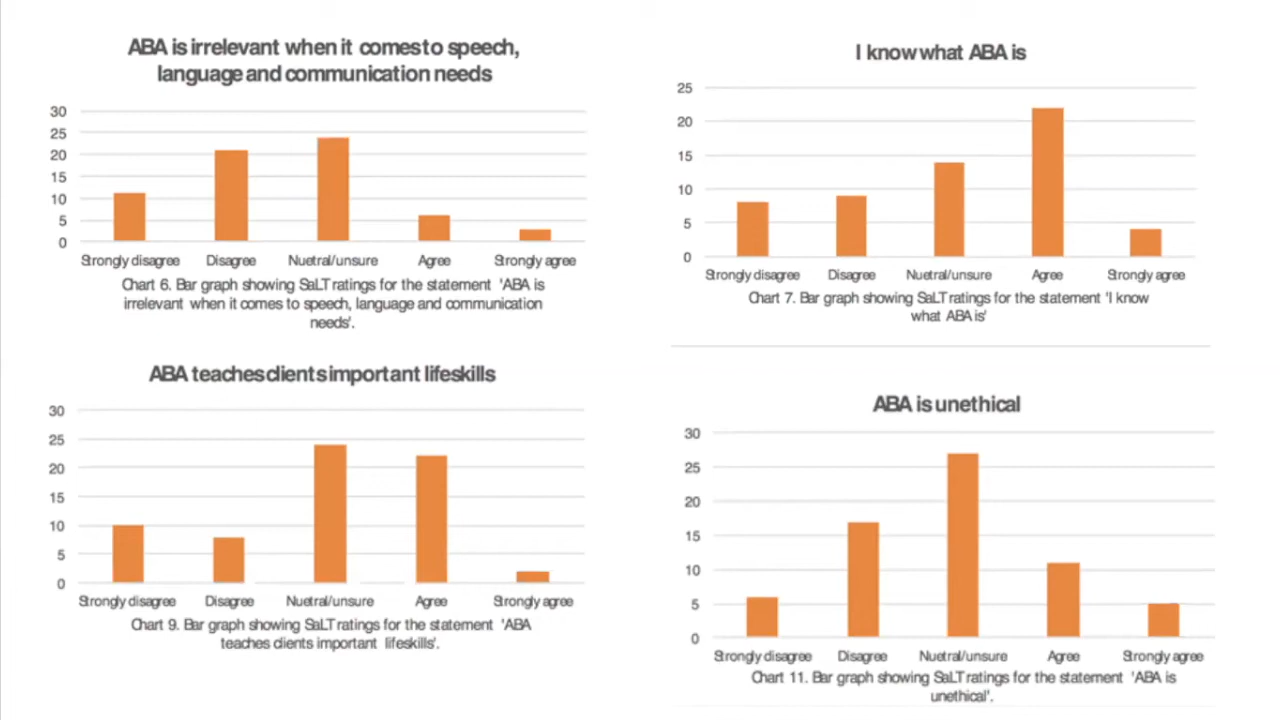 ABA is irrelevant when it comes to speech,
language and communication needs
30
25
20
15
10
5
0
Strongly disagree Disagree Nuetral/unsure Agree Strongly agree
Chart 6. Bar graph showing SaLT ratings for the statement 'ABA is
irrelevant when it comes to speech, language and communication
needs'.
I know what ABA is
25
20
15
10
5
0
Strongly disagree Disagree Nuetral/unsure Agree Strongly agree
Chart 7. Bar graph showing SaLT ratings for the statement 'I know
what ABA is'
ABA teaches clients important lifeskills
30
25
20
15
10
5
0
Strongly disagree Disagree Nuetral/unsure Agree Strongly agree
Chart 9. Bar graph showing SaLT ratings for the statement 'ABA
teaches clients important lifeskills'.
ABA is unethical
30
25
20
15
10
5
0
Strongly disagree Disagree Nuetral/unsure Agree Strongly agree
Chart 11. Bar graph showing SaLT ratings for the statement 'ABA is
unethical'.